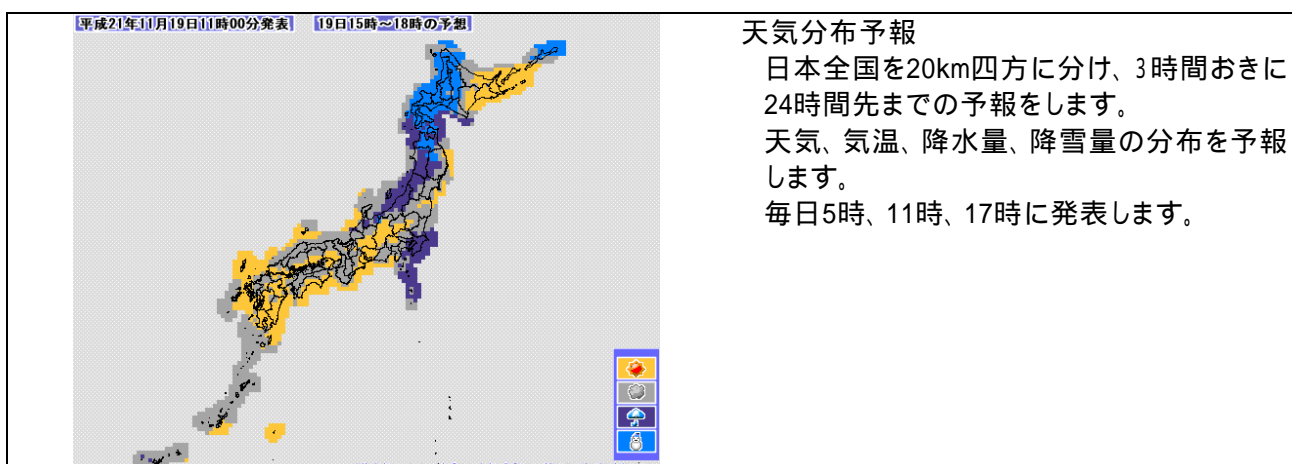 平成21年11月19日11時00分発表 19日15時～18時の予想
天気分布予報
日本全国を20km四方に分け、3時間おきに
24時間先までの予報をします。
天気、気温、降水量、降雪量の分布を予報
します。
毎日5時、11時、17時に発表します。